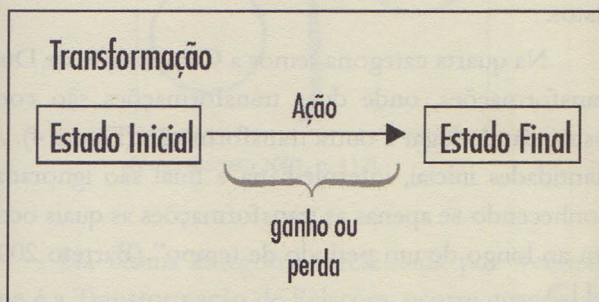 Transformação
Ação
Estado Inicial
Estado Final
ganho ou
perda